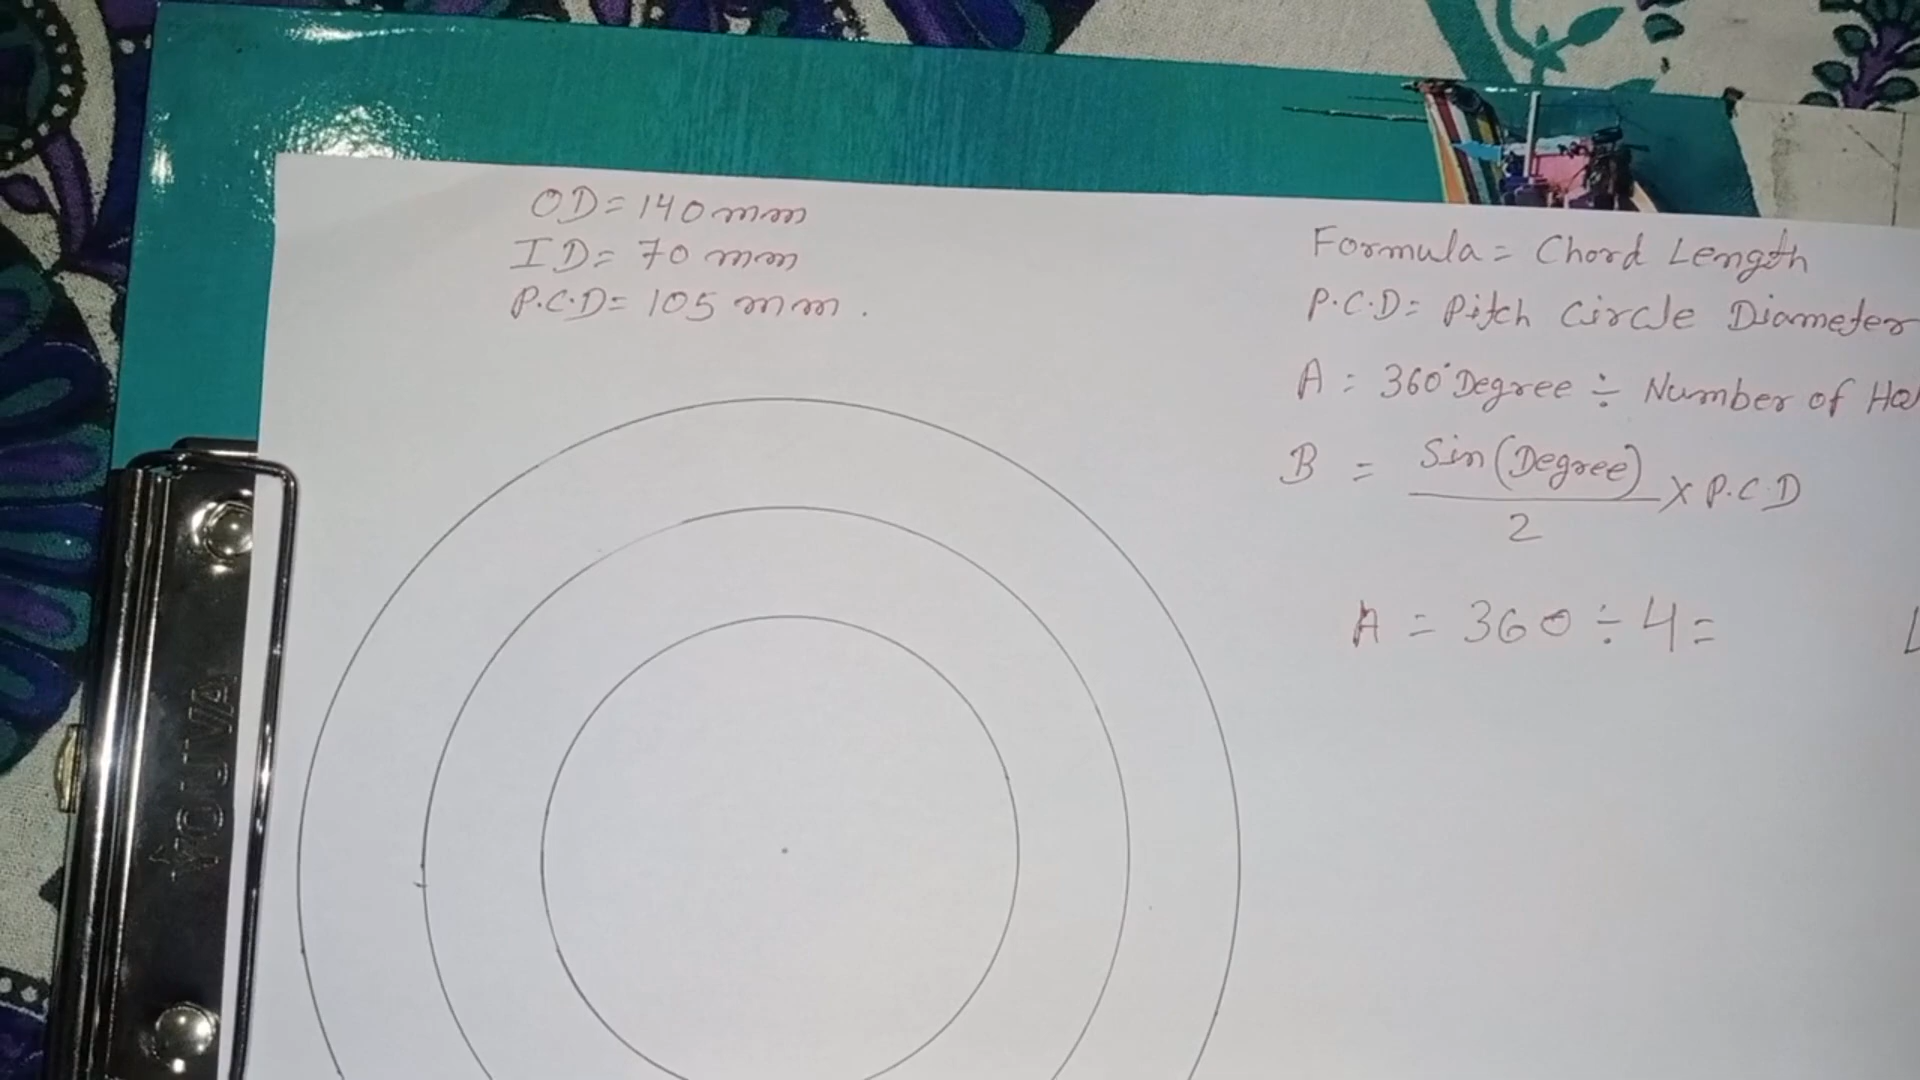 OD = 140 mm
ID = 70 mm
P.C.D = 105 mm.
Formula = Chord Length
P.C.D = Pitch Circle Diameter
A = 360° Degree ÷ Number of
B = Sin (Degree) / 2 × P.C.D
A = 360 ÷ 4 =
YOUVA